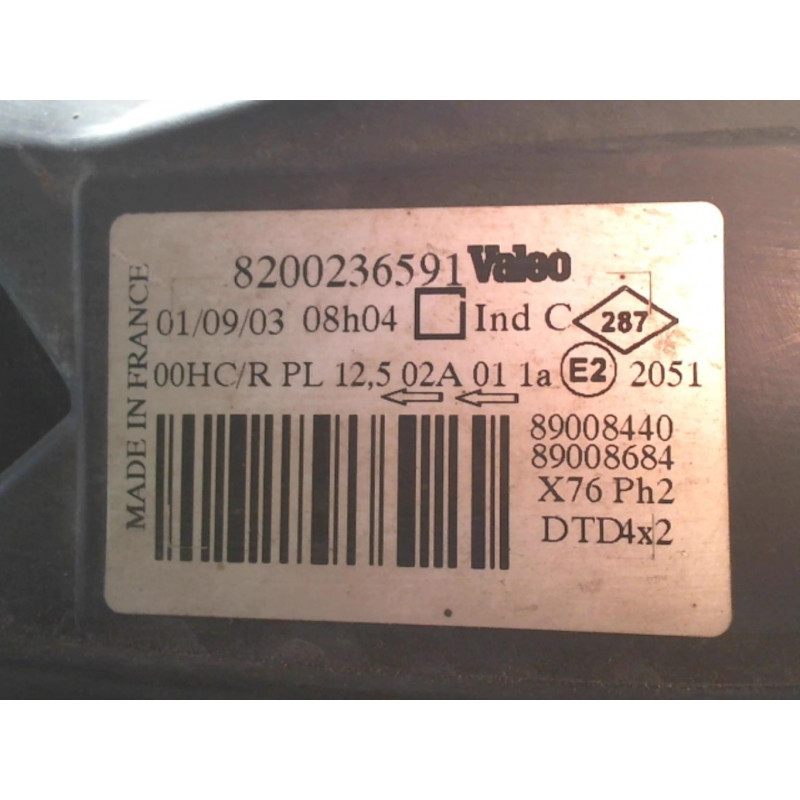 8200236591 Valeo
01/09/03 08h04 Ind C 287
00HC/R PL 12,5 02A 01 1a E2 2051
89008440
89008684
X76 Ph2
DTD4x2
MADE IN FRANCE